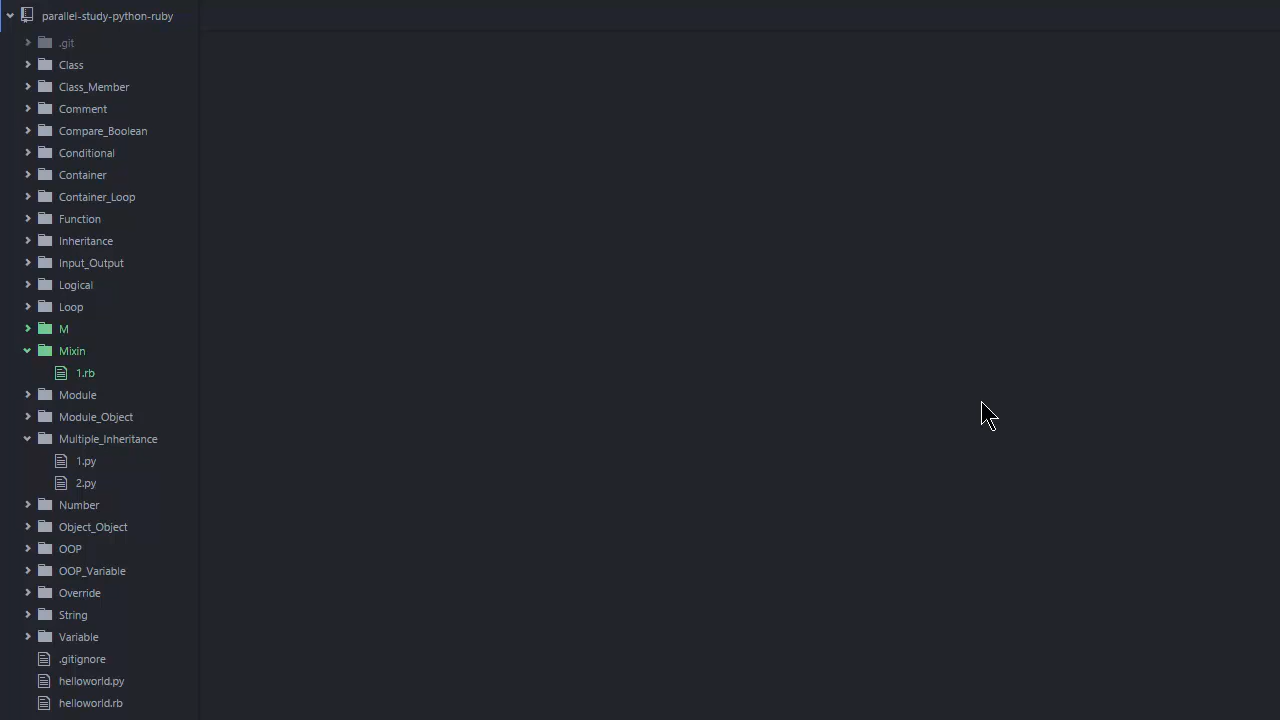 parallel-study-python-ruby
.git
Class
Class_Member
Comment
Compare_Boolean
Conditional
Container
Container_Loop
Function
Inheritance
Input_Output
Logical
Loop
M
Mixin
1.rb
Module
Module_Object
Multiple_Inheritance
1.py
2.py
Number
Object_Object
OOP
OOP_Variable
Override
String
Variable
.gitignore
helloworld.py
helloworld.rb